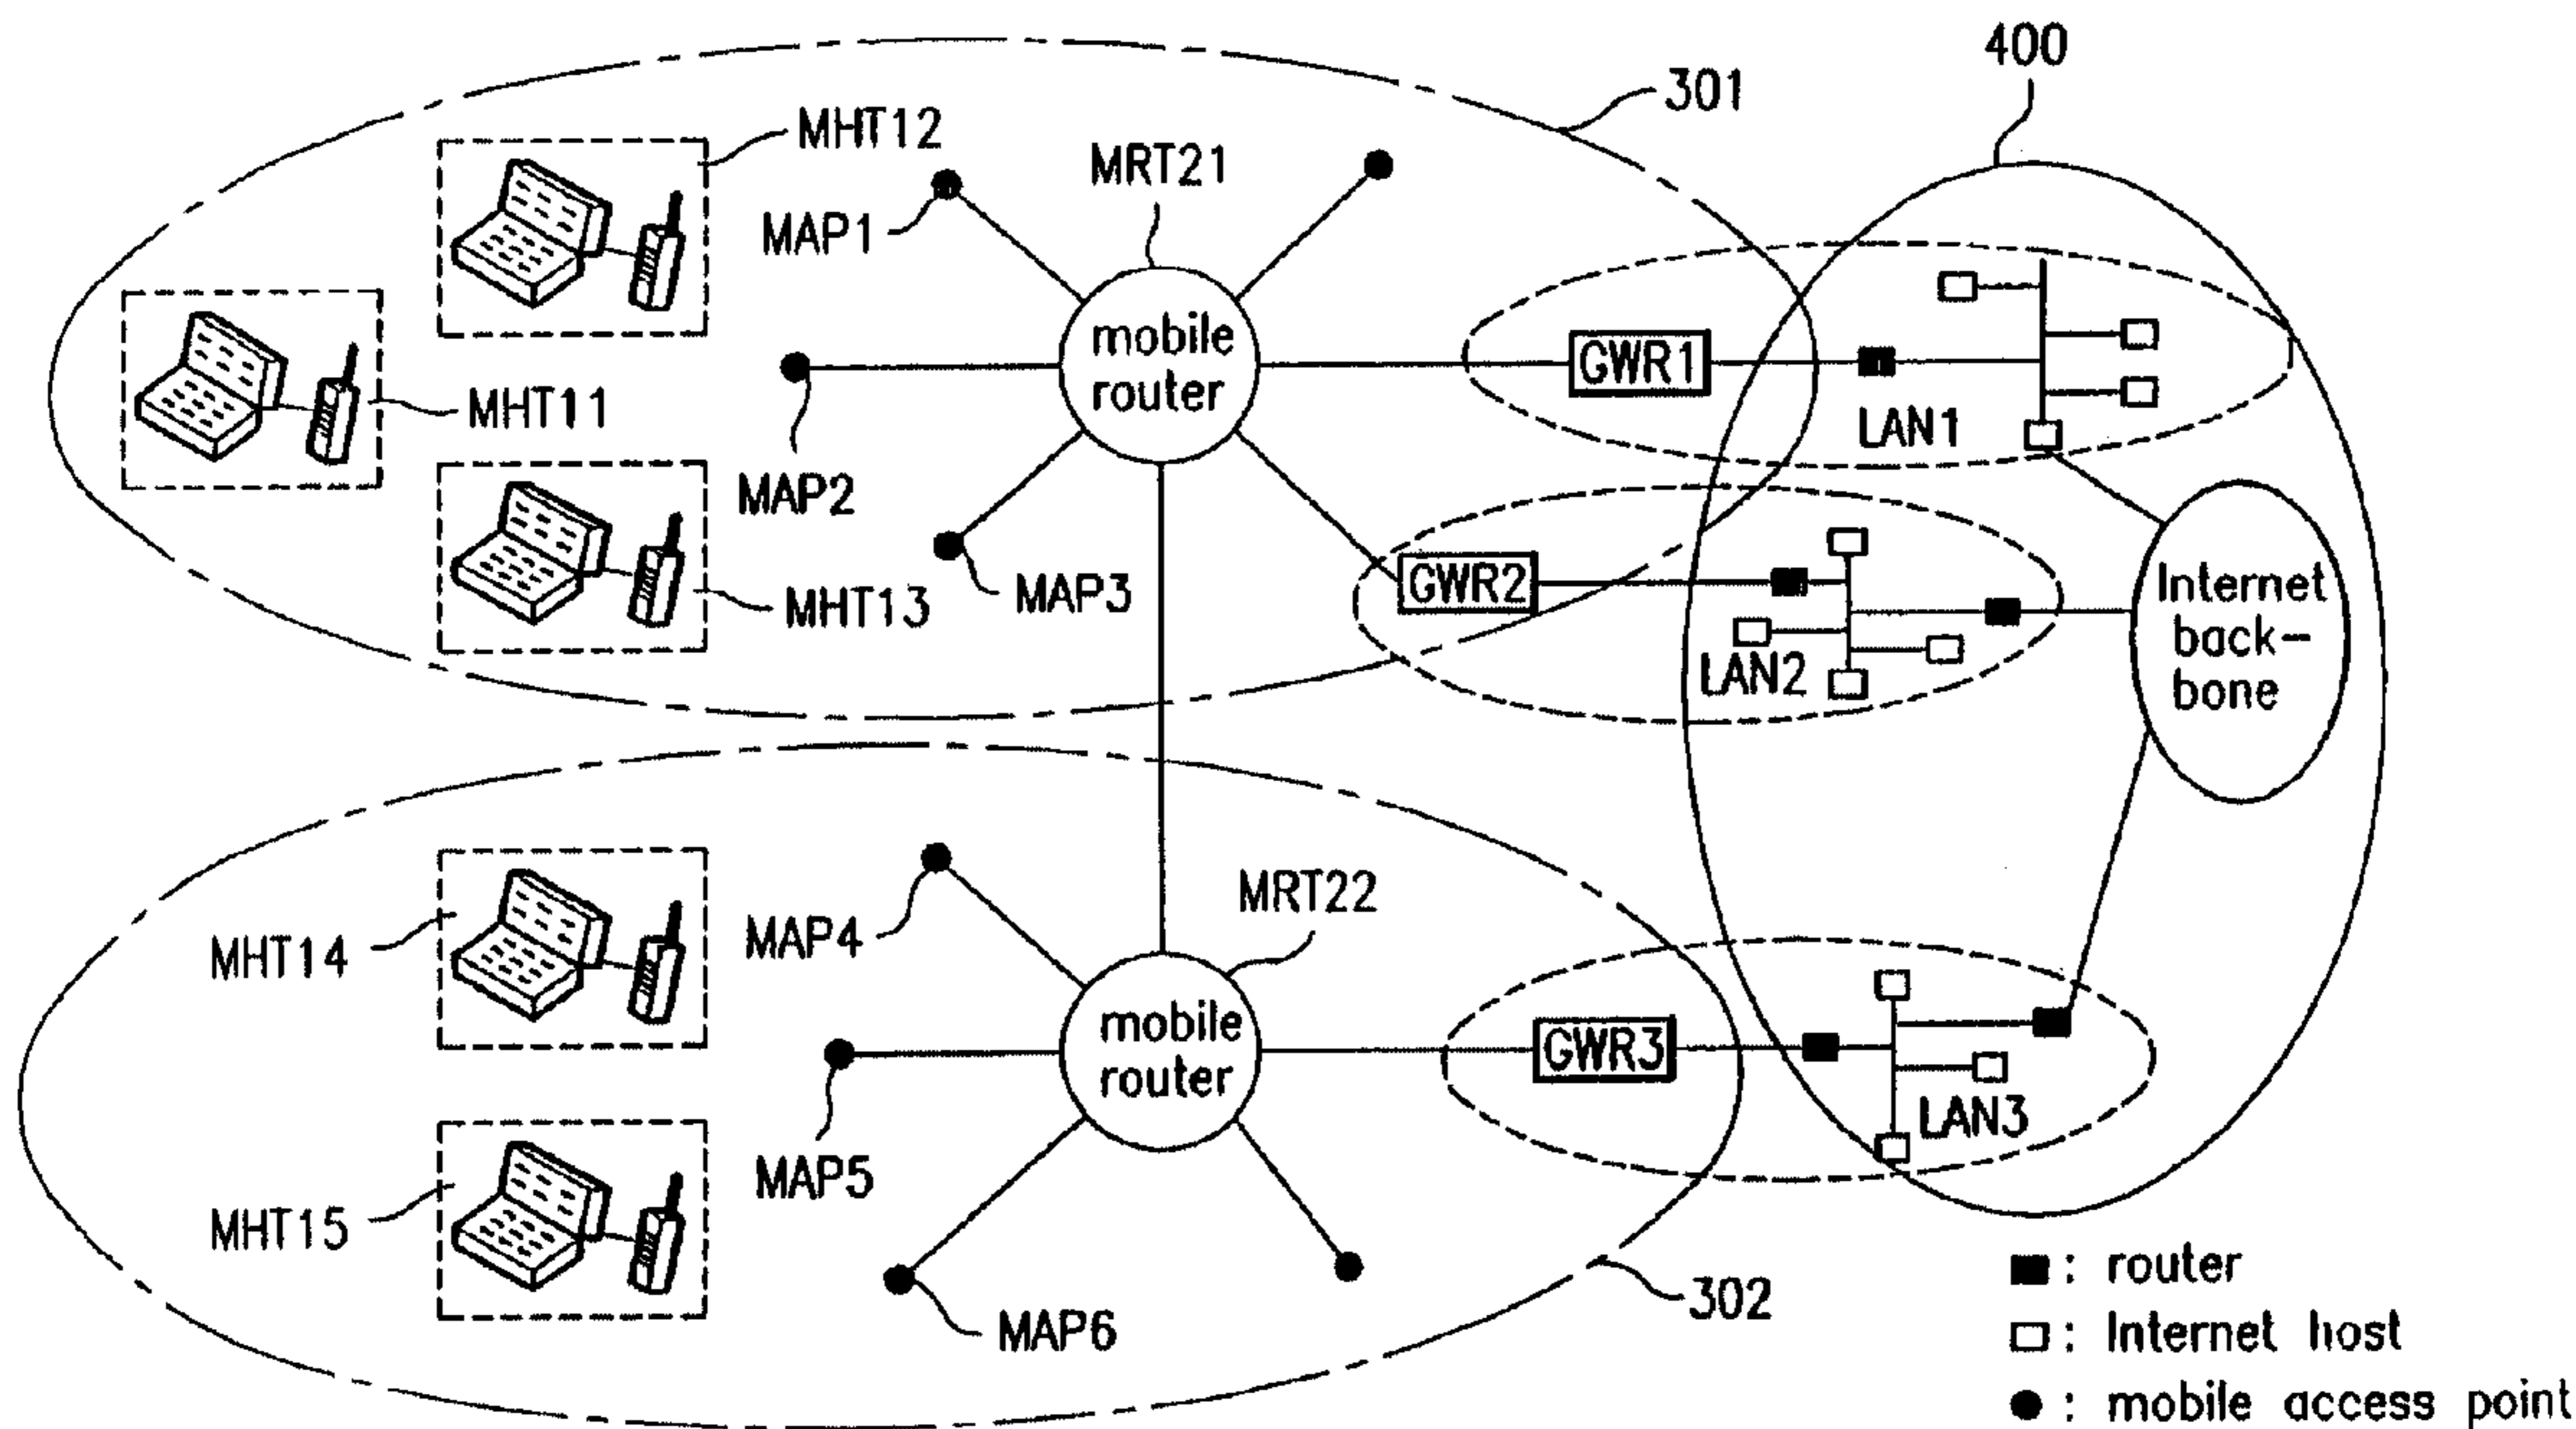 400
301
MHT12
MRT21
MAP1
mobile
router
GWR1
MHT11
LAN1
MAP2
MHT13
MAP3
GWR2
LAN2
Internet
back-
bone
MRT22
MHT14
MAP4
mobile
router
GWR3
LAN3
MAP5
MHT15
302
MAP6
: router
: Internet host
: mobile access point